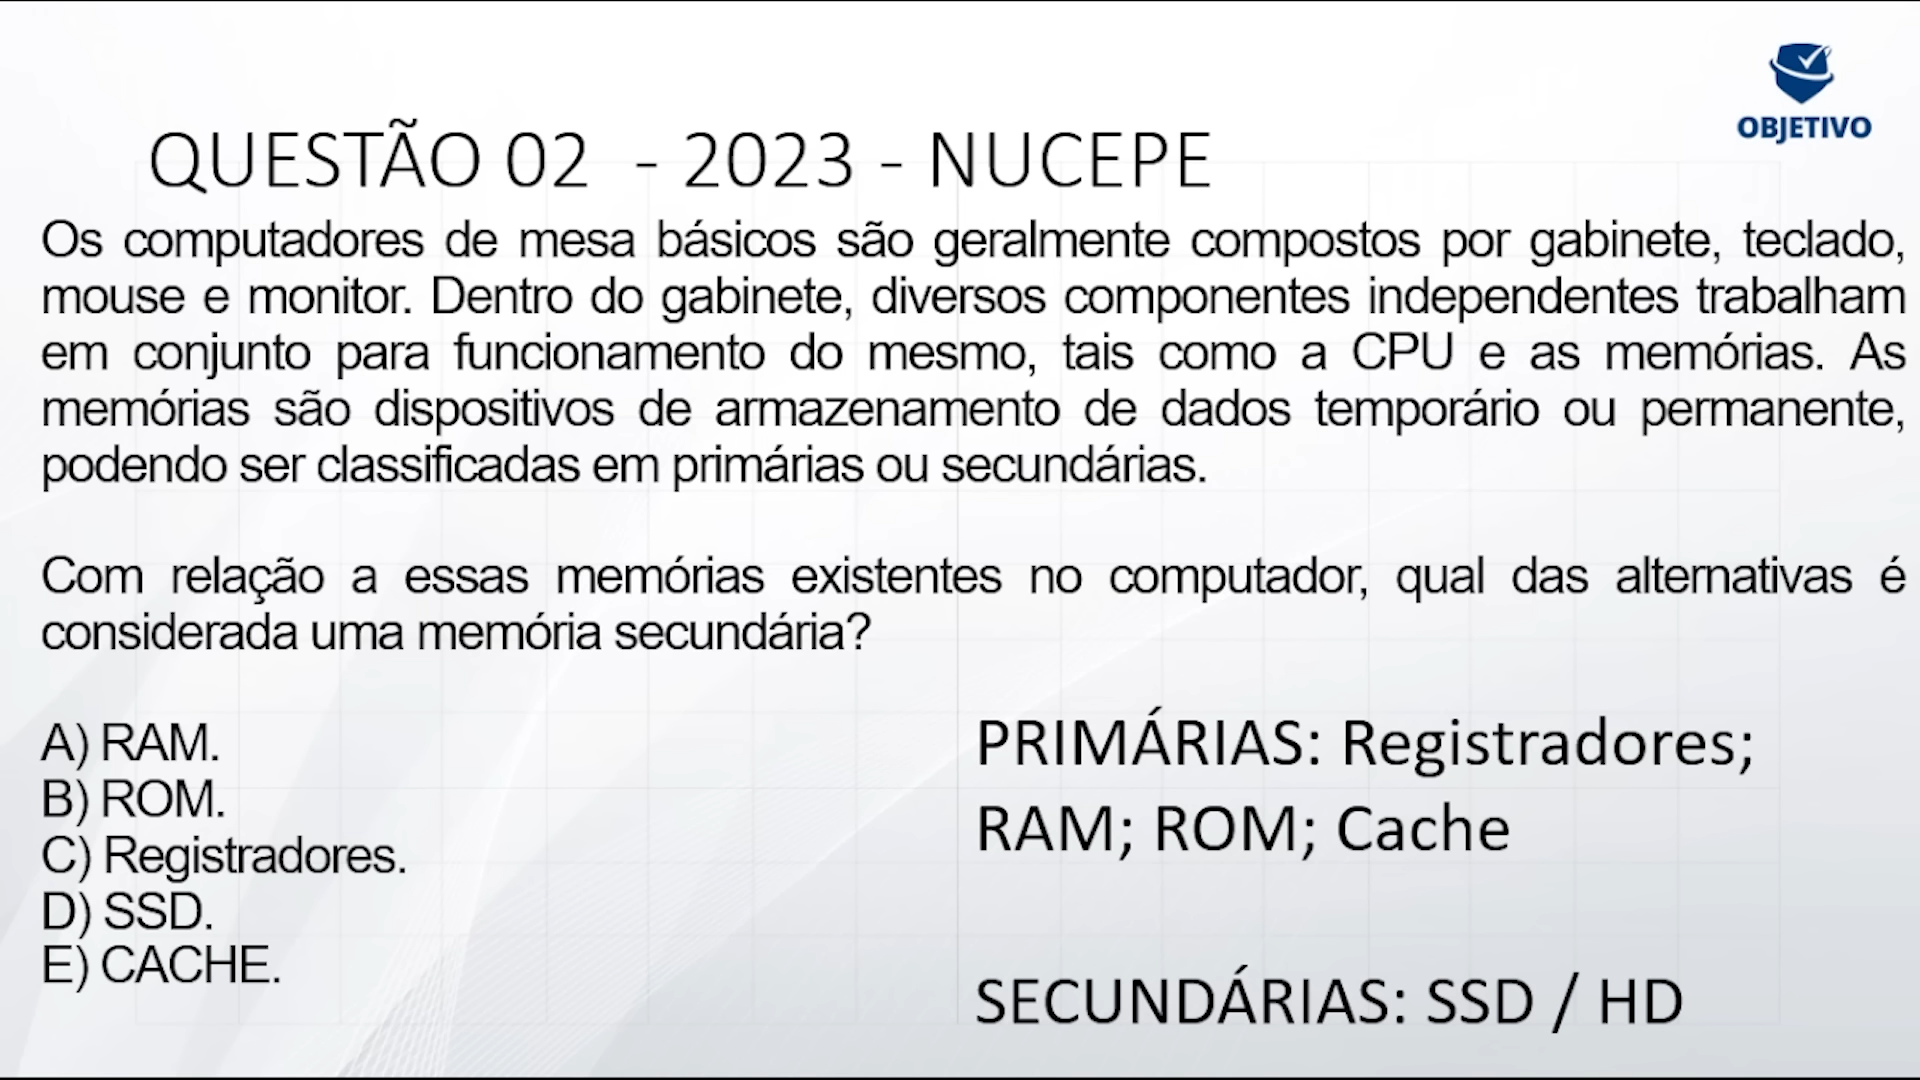 OBJETIVO
QUESTÃO 02 - 2023 - NUCEPE
Os computadores de mesa básicos são geralmente compostos por gabinete, teclado,
mouse e monitor. Dentro do gabinete, diversos componentes independentes trabalham
em conjunto para funcionamento do mesmo, tais como a CPU e as memórias. As
memórias são dispositivos de armazenamento de dados temporário ou permanente,
podendo ser classificadas em primárias ou secundárias.
Com relação a essas memórias existentes no computador, qual das alternativas é
considerada uma memória secundária?
A) RAM.
B) ROM.
C) Registradores.
D) SSD.
E) CACHE.
PRIMÁRIAS: Registradores;
RAM; ROM; Cache
SECUNDÁRIAS: SSD / HD